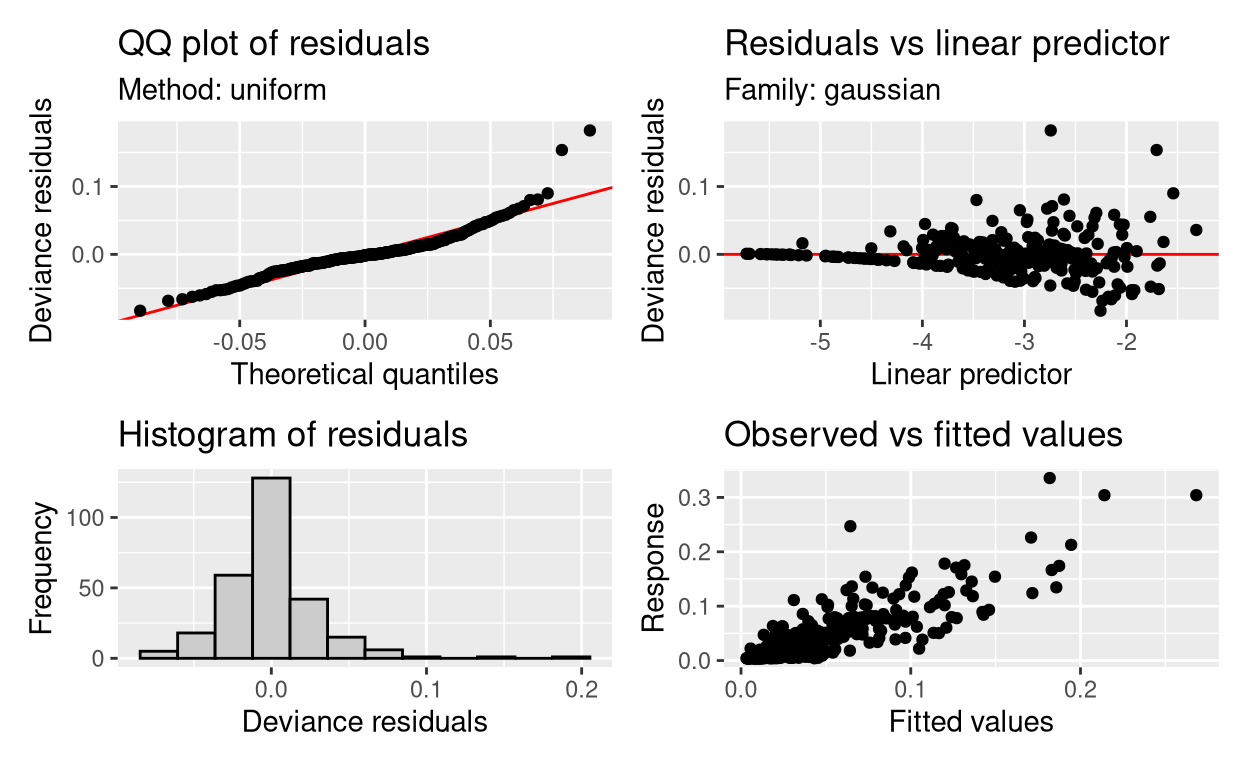 QQ plot of residuals
Method: uniform
Deviance residuals
0.1
0.0
-0.05
0.00
0.05
Theoretical quantiles
Residuals vs linear predictor
Family: gaussian
Deviance residuals
0.1
0.0
-5
-4
-3
-2
Linear predictor
Histogram of residuals
Frequency
100
50
0
0.0
0.1
0.2
Deviance residuals
Observed vs fitted values
Response
0.3
0.2
0.1
0.0
0.0
0.1
0.2
Fitted values